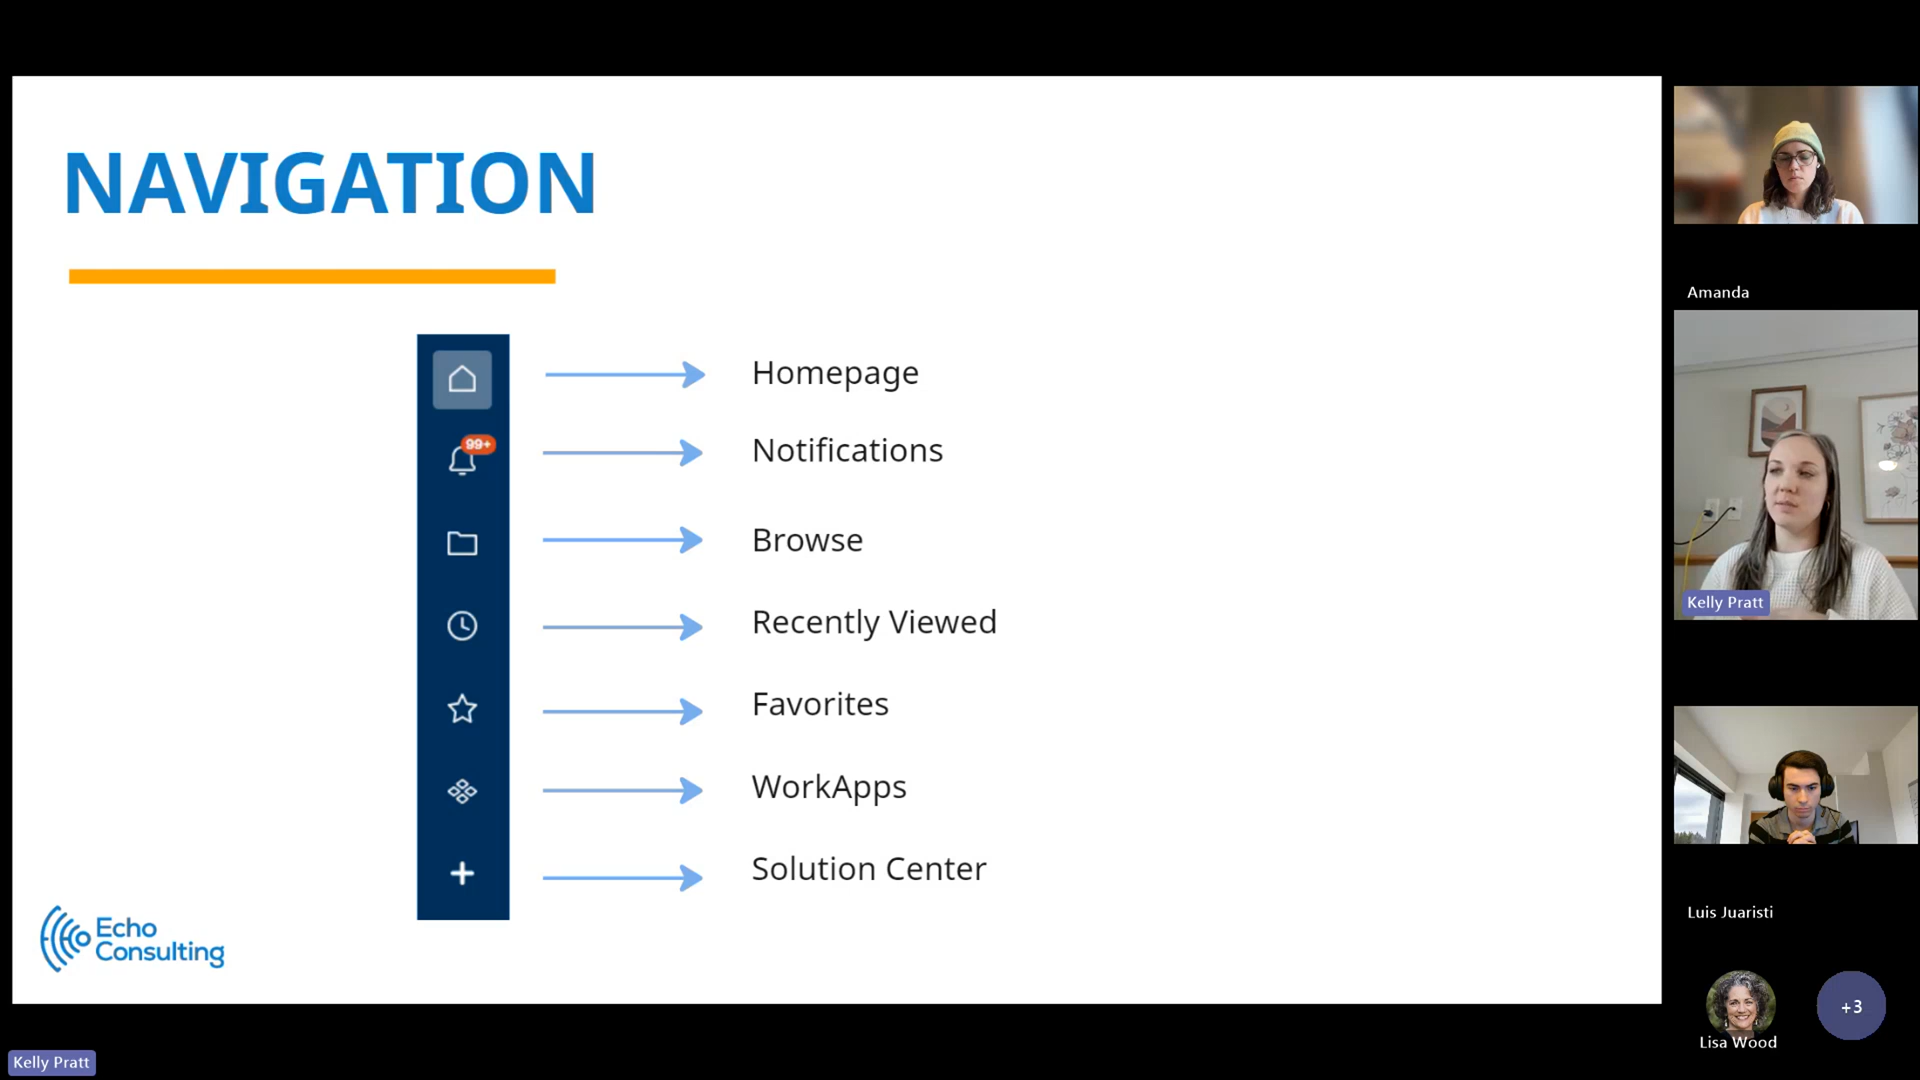 NAVIGATION
Homepage
99+
Notifications
Browse
Recently Viewed
Favorites
WorkApps
Solution Center
Echo
Consulting
Kelly Pratt
Amanda
Kelly Pratt
Luis Juaristi
Lisa Wood
+3